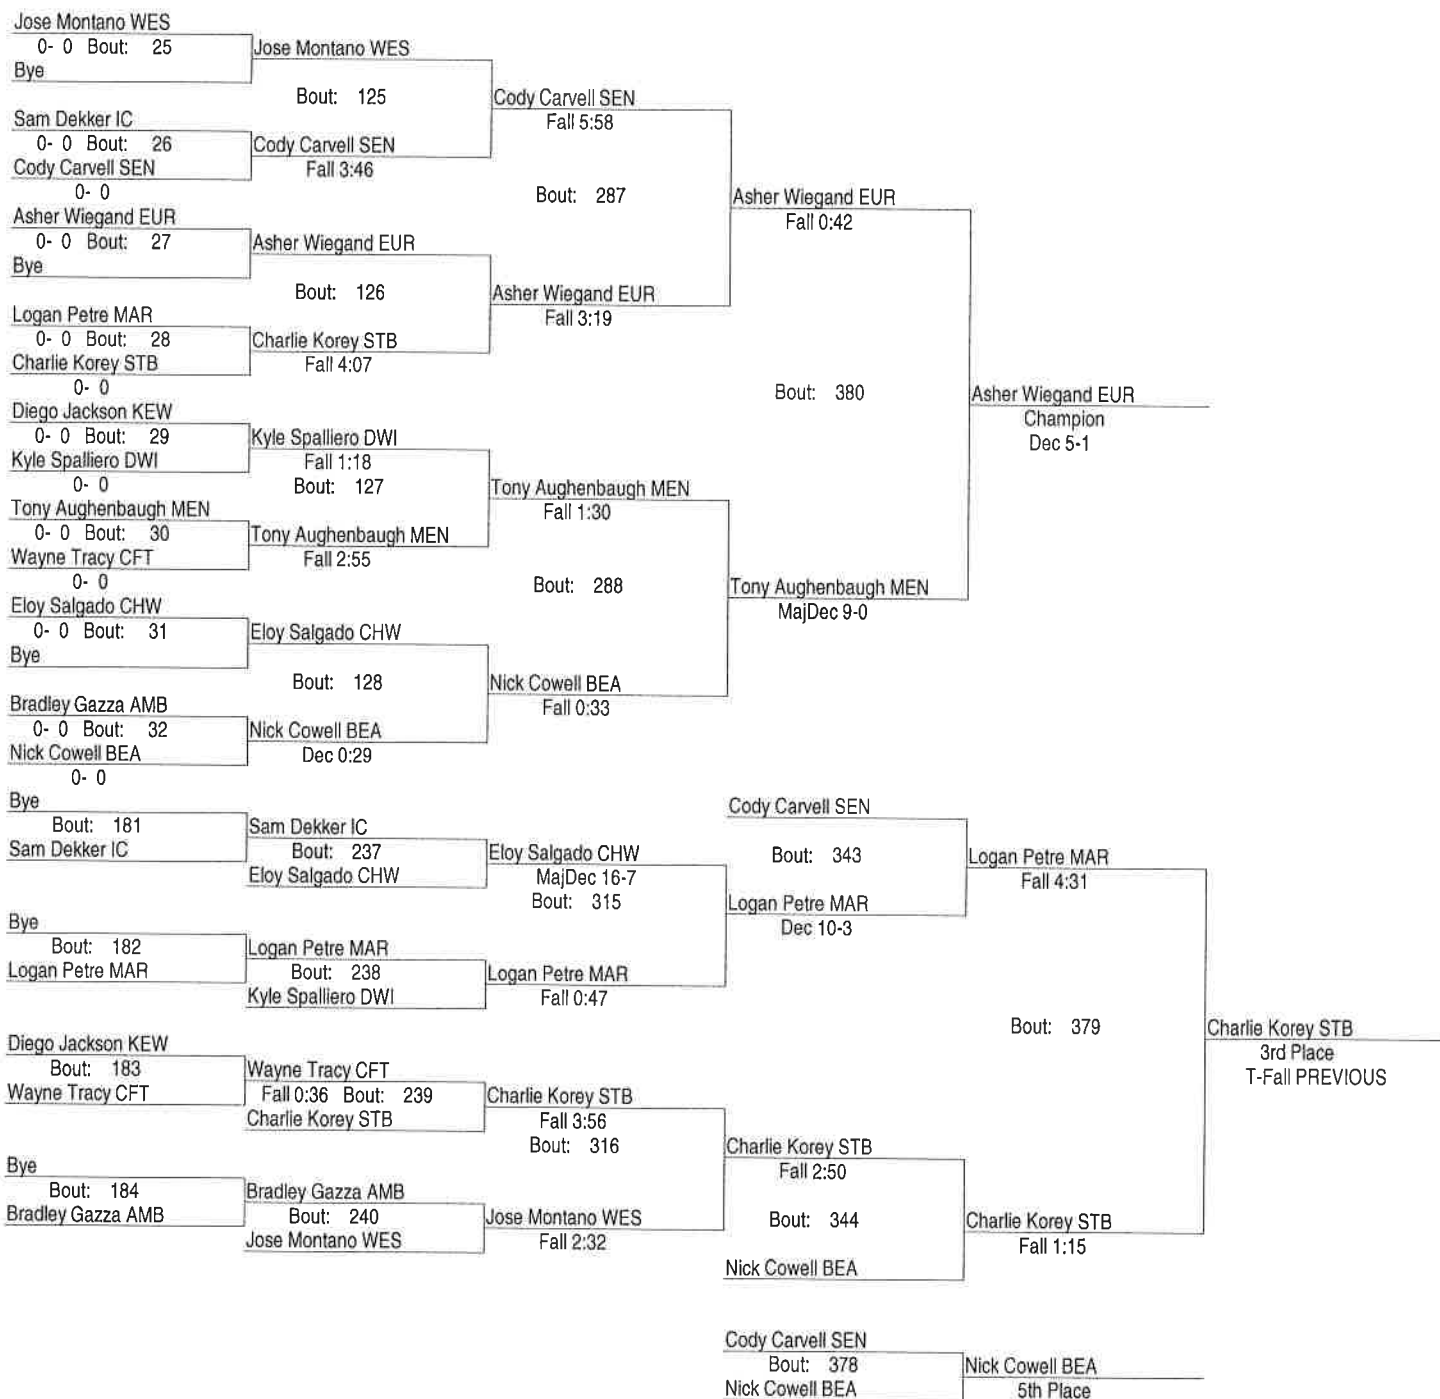 Jose Montano WES
0- 0 Bout: 25
Bye
Jose Montano WES
Bout: 125
Sam Dekker IC
0- 0 Bout: 26
Cody Carvell SEN
0- 0
Cody Carvell SEN
Fall 3:46
Cody Carvell SEN
Fall 5:58
Bout: 287
Asher Wiegand EUR
0- 0 Bout: 27
Bye
Asher Wiegand EUR
Bout: 126
Logan Petre MAR
0- 0 Bout: 28
Charlie Korey STB
0- 0
Charlie Korey STB
Fall 4:07
Asher Wiegand EUR
Fall 3:19
Asher Wiegand EUR
Fall 0:42
Bout: 380
Asher Wiegand EUR
Champion
Dec 5-1
Diego Jackson KEW
0- 0 Bout: 29
Kyle Spalliero DWI
0- 0
Kyle Spalliero DWI
Fall 1:18
Bout: 127
Tony Aughenbaugh MEN
0- 0 Bout: 30
Wayne Tracy CFT
0- 0
Tony Aughenbaugh MEN
Fall 2:55
Tony Aughenbaugh MEN
Fall 1:30
Bout: 288
Tony Aughenbaugh MEN
MajDec 9-0
Eloy Salgado CHW
0- 0 Bout: 31
Bye
Eloy Salgado CHW
Bout: 128
Bradley Gazza AMB
0- 0 Bout: 32
Nick Cowell BEA
0- 0
Nick Cowell BEA
Dec 0:29
Nick Cowell BEA
Fall 0:33
Bye
Bout: 181
Sam Dekker IC
Sam Dekker IC
Bout: 237
Eloy Salgado CHW
Eloy Salgado CHW
MajDec 16-7
Bout: 315
Bye
Bout: 182
Logan Petre MAR
Logan Petre MAR
Bout: 238
Kyle Spalliero DWI
Logan Petre MAR
Fall 0:47
Cody Carvell SEN
Bout: 343
Logan Petre MAR
Dec 10-3
Logan Petre MAR
Fall 4:31
Bout: 379
Charlie Korey STB
3rd Place
T-Fall PREVIOUS
Diego Jackson KEW
Bout: 183
Wayne Tracy CFT
Wayne Tracy CFT
Fall 0:36 Bout: 239
Charlie Korey STB
Charlie Korey STB
Fall 3:56
Bout: 316
Bye
Bout: 184
Bradley Gazza AMB
Bradley Gazza AMB
Bout: 240
Jose Montano WES
Jose Montano WES
Fall 2:32
Charlie Korey STB
Fall 2:50
Bout: 344
Nick Cowell BEA
Charlie Korey STB
Fall 1:15
Cody Carvell SEN
Bout: 378
Nick Cowell BEA
Nick Cowell BEA
5th Place